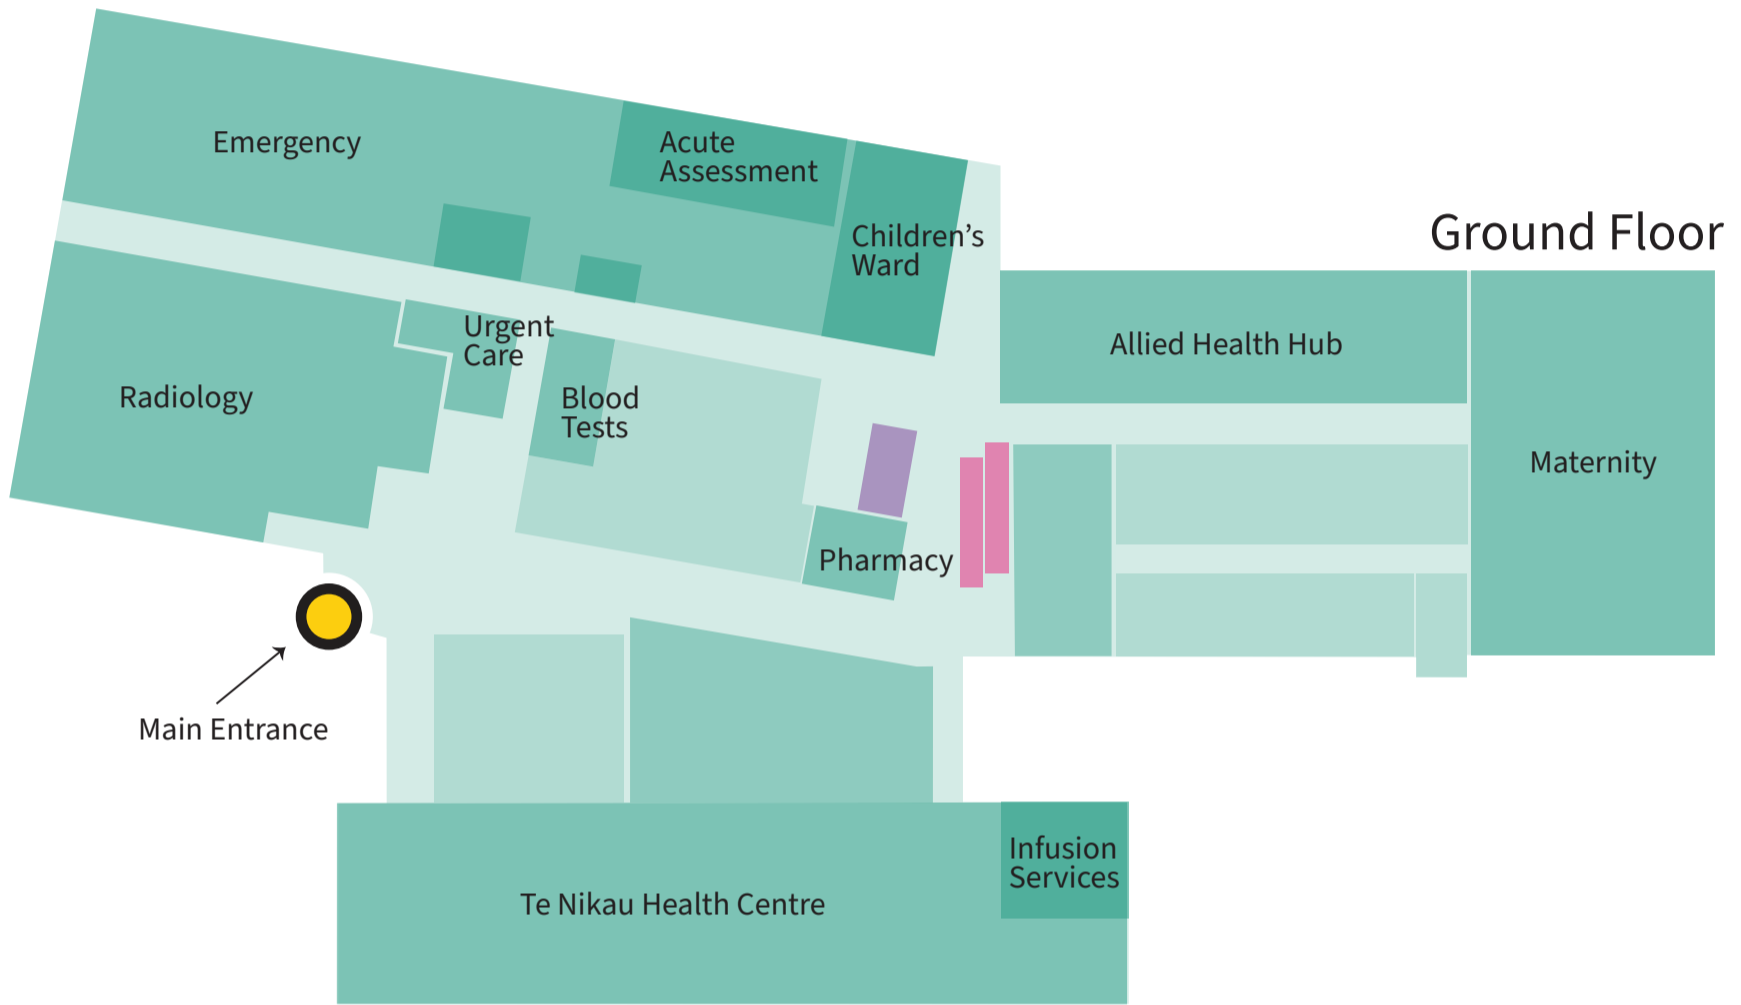 Emergency
Acute
Assessment
Children's
Ward
Ground Floor
Urgent
Care
Allied Health Hub
Radiology
Blood
Tests
Maternity
Pharmacy
Main Entrance
Infusion
Services
Te Nikau Health Centre